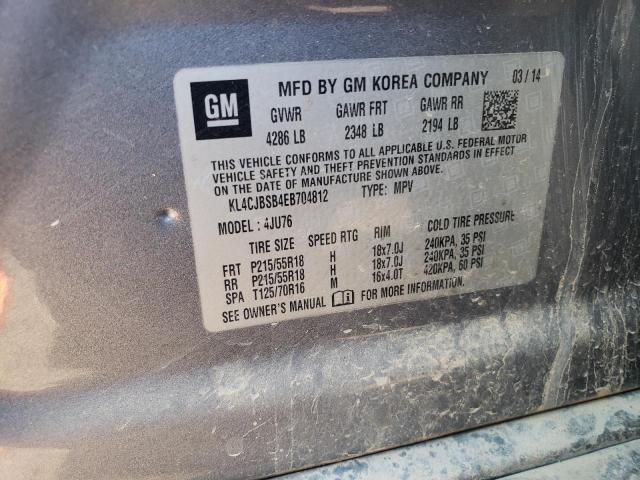 GM
MFD BY GM KOREA COMPANY 03/14
GVWR GAWR FRT GAWR RR
4286 LB 2348 LB 2194 LB
THIS VEHICLE CONFORMS TO ALL APPLICABLE U.S. FEDERAL MOTOR
VEHICLE SAFETY AND THEFT PREVENTION STANDARDS IN EFFECT
ON THE DATE OF MANUFACTURE SHOWN ABOVE.
KL4CJBSB4EB704812 TYPE: MPV
MODEL: 4JU76
TIRE SIZE SPEED RTG RIM COLD TIRE PRESSURE
FRT P215/55R18 H 18x7.0J 240KPA, 35 PSI
RR P215/55R18 H 18x7.0J 240KPA, 35 PSI
SPA T125/70R16 M 16x4.0T 420KPA, 60 PSI
SEE OWNER'S MANUAL FOR MORE INFORMATION.